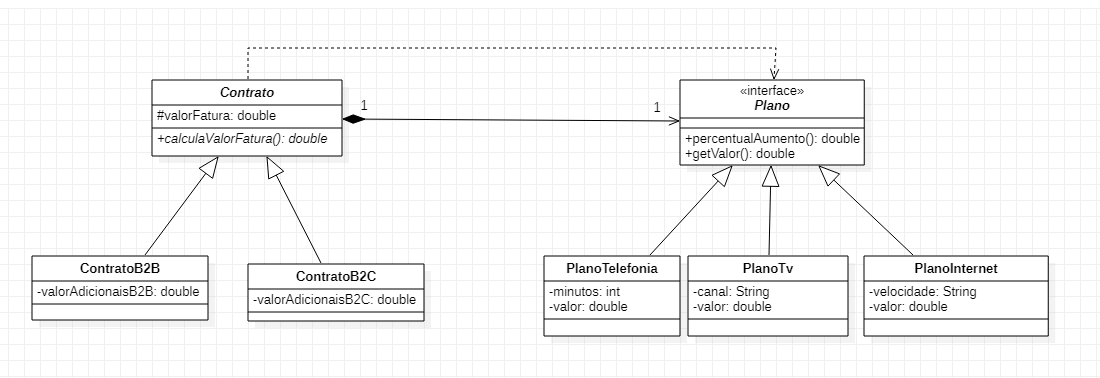 Contrato
#valorFatura: double
+calculaValorFatura(): double
1
1
«interface»
Plano
+percentualAumento(): double
+getValor(): double
ContratoB2B
-valorAdicionaisB2B: double
ContratoB2C
-valorAdicionaisB2C: double
PlanoTelefonia
-minutos: int
-valor: double
PlanoTv
-canal: String
-valor: double
PlanoInternet
-velocidade: String
-valor: double